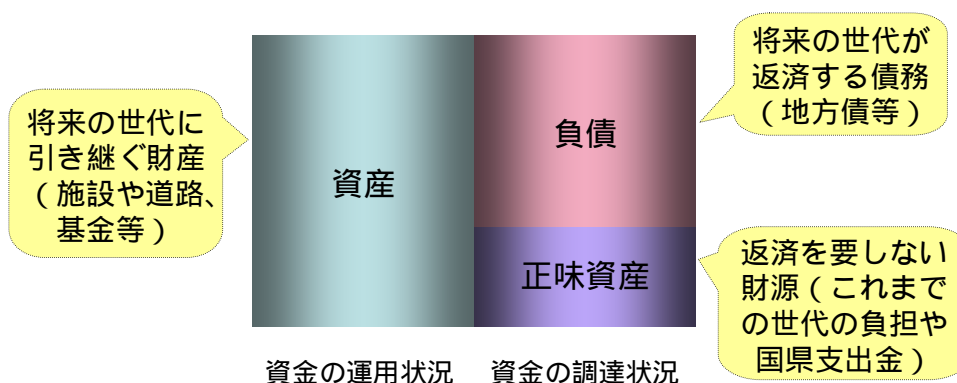 将来の世代に
引き継ぐ財産
(施設や道路、
基金等)
資産
負債
正味資産
将来の世代が
返済する債務
(地方債等)
返済を要しない
財源(これまで
の世代の負担や
国県支出金)
資金の運用状況
資金の調達状況